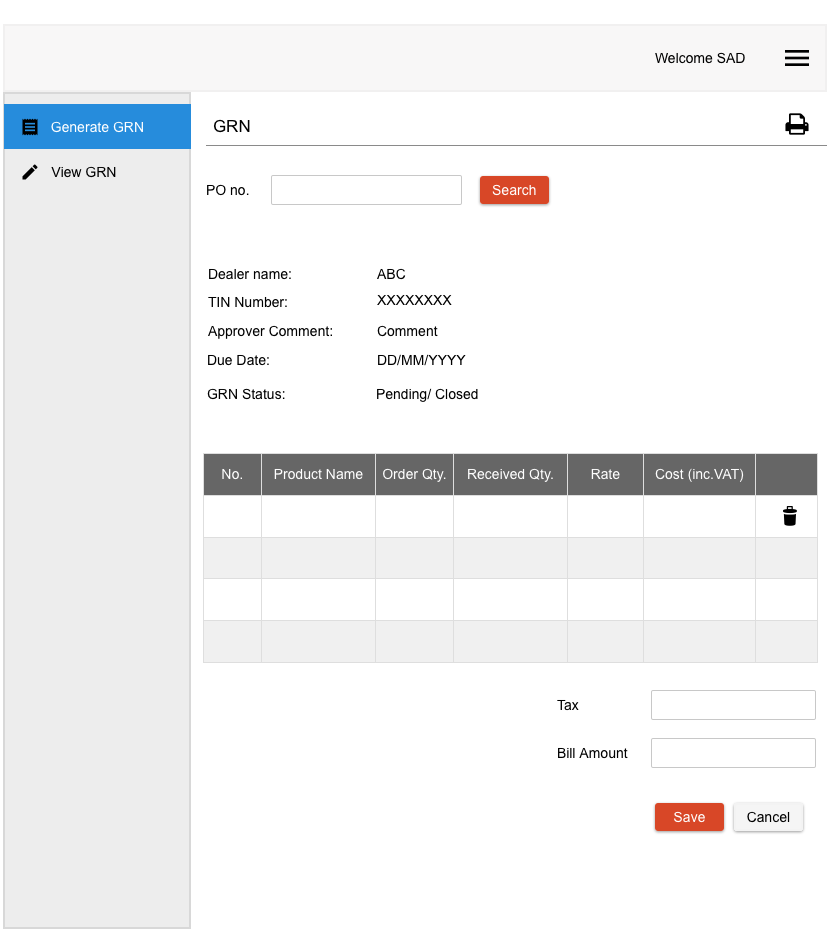 Welcome SAD
Generate GRN
View GRN
GRN
PO no.
Search
Dealer name: ABC
TIN Number: XXXXXXXX
Approver Comment: Comment
Due Date: DD/MM/YYYY
GRN Status: Pending/ Closed
No. Product Name Order Qty. Received Qty. Rate Cost (inc.VAT)
Tax
Bill Amount
Save Cancel